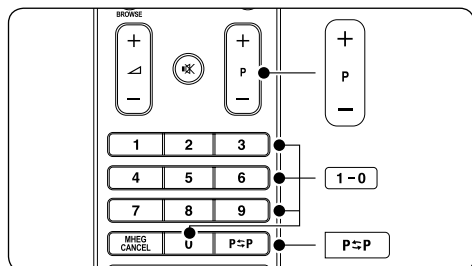 BROWSE
+ + +
P P
− − −
1 2 3
4 5 6 1-0
7 8 9
MHEG CANCEL 0 P⇆P P⇆P